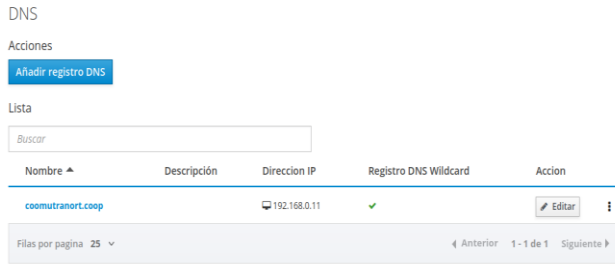 DNS
Acciones
Añadir registro DNS
Lista
Buscar
Nombre Descripción Direccion IP Registro DNS Wildcard Accion
coomutranort.coop 192.168.0.11 Editar
Filas por pagina 25 Anterior 1 - 1 de 1 Siguiente